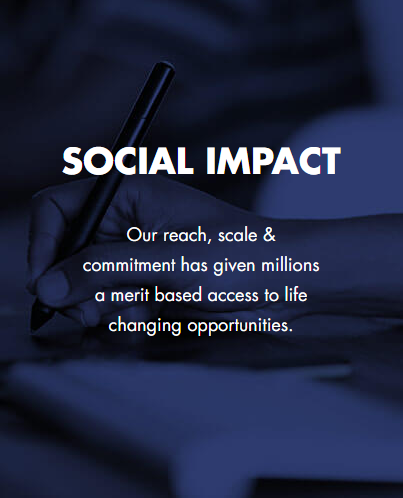 SOCIAL IMPACT
Our reach, scale &
commitment has given millions
a merit based access to life
changing opportunities.